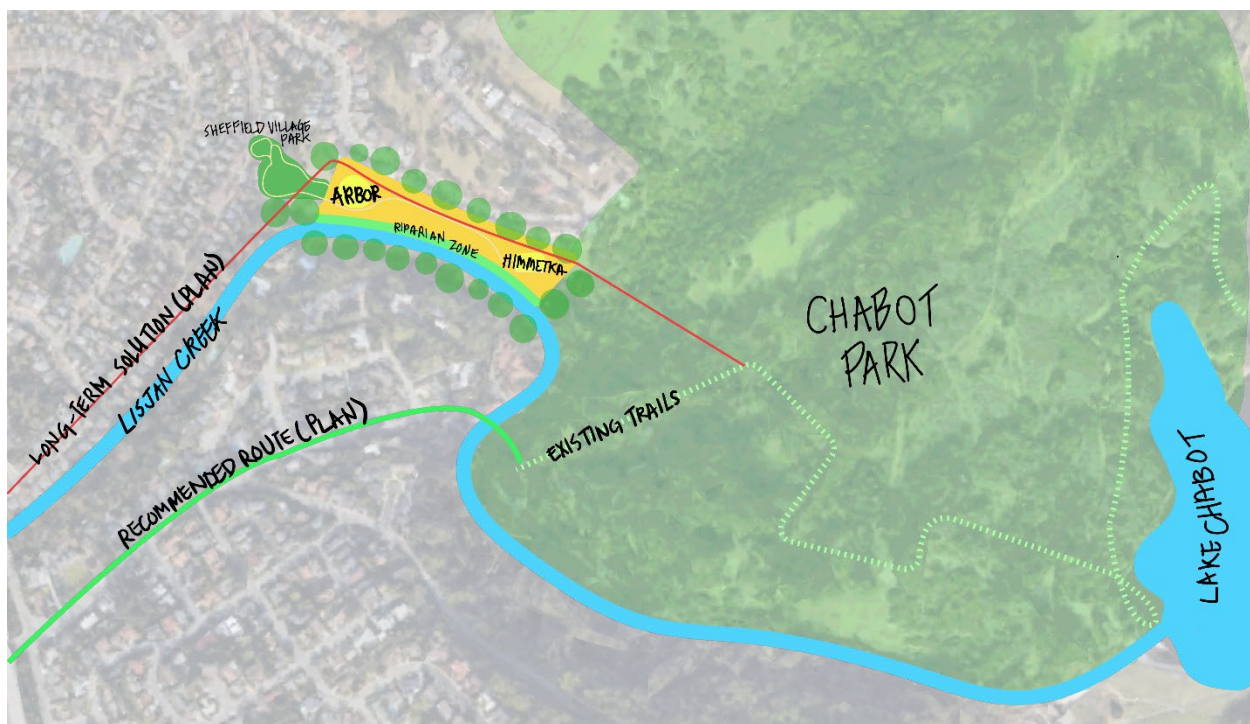 SHEFFIELD VILLAGE
PARK
ARBOR
RIPARIAN ZONE
HIMMETKA
LONG-TERM SOLUTION (PLAN)
LISJAN CREEK
RECOMMENDED ROUTE (PLAN)
EXISTING TRAILS
CHABOT
PARK
LAKE CHABOT